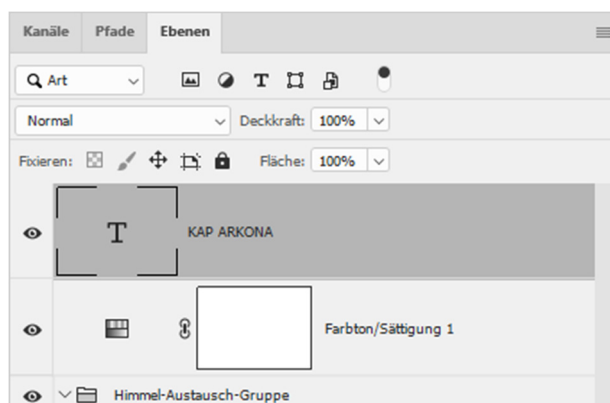 Kanäle Pfade Ebenen
Art T
Normal Deckkraft: 100%
Fixieren: Fläche: 100%
T KAP ARKONA
Farbton/Sättigung 1
Himmel-Austausch-Gruppe